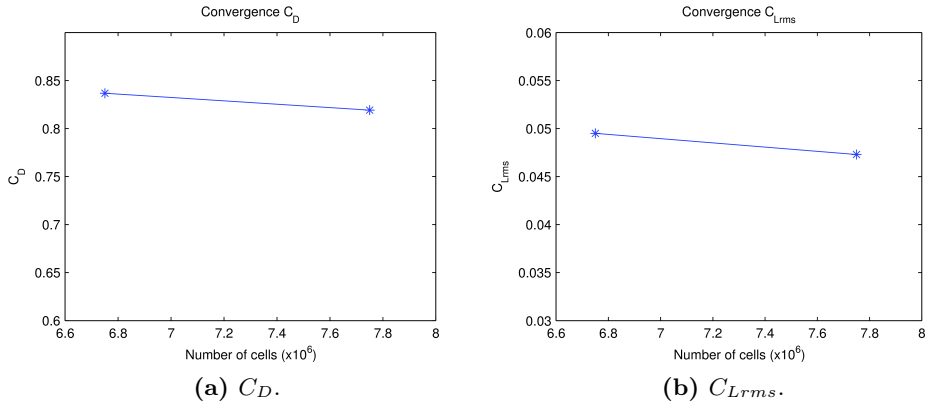 Convergence C_D
0.85
0.8
0.75
0.7
0.65
0.6
C_D
6.6 6.8 7 7.2 7.4 7.6 7.8 8
Number of cells (x10^6)
(a) C_D.
Convergence C_Lrms
0.06
0.055
0.05
0.045
0.04
0.035
0.03
C_Lrms
6.6 6.8 7 7.2 7.4 7.6 7.8 8
Number of cells (x10^6)
(b) C_Lrms.